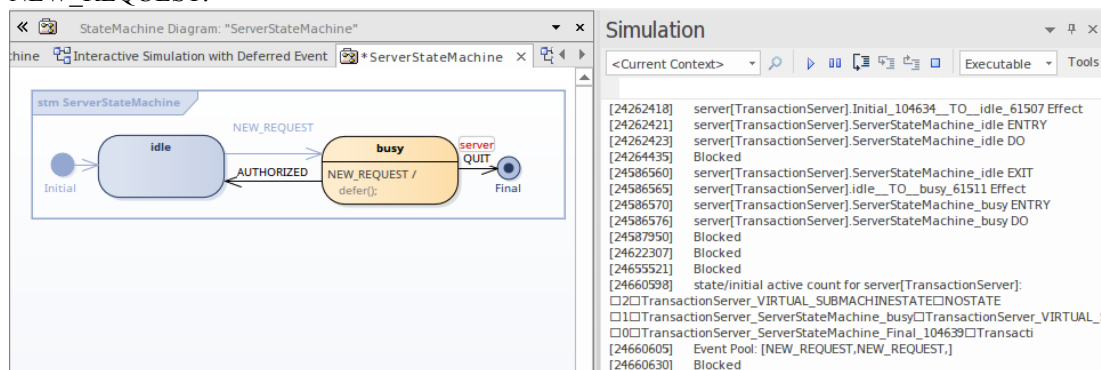 NEW_REQUEST.
StateMachine Diagram: "ServerStateMachine"
:hine Interactive Simulation with Deferred Event *ServerStateMachine
stm ServerStateMachine
NEW_REQUEST
idle
busy
server
QUIT
AUTHORIZED
NEW_REQUEST /
defer();
Initial
Final
Simulation
<Current Context>
Executable
Tools
[24262418] server[TransactionServer].Initial_104634__TO__idle_61507 Effect
[24262421] server[TransactionServer].ServerStateMachine_idle ENTRY
[24262423] server[TransactionServer].ServerStateMachine_idle DO
[24264435] Blocked
[24586560] server[TransactionServer].ServerStateMachine_idle EXIT
[24586565] server[TransactionServer].idle__TO__busy_61511 Effect
[24586570] server[TransactionServer].ServerStateMachine_busy ENTRY
[24586576] server[TransactionServer].ServerStateMachine_busy DO
[24587950] Blocked
[24622307] Blocked
[24655521] Blocked
[24660598] state/initial active count for server[TransactionServer]:
□2□TransactionServer_VIRTUAL_SUBMACHINESTATE□NOSTATE
□1□TransactionServer_ServerStateMachine_busy□TransactionServer_VIRTUAL_
□0□TransactionServer_ServerStateMachine_Final_104639□Transacti
[24660605] Event Pool: [NEW_REQUEST,NEW_REQUEST,]
[24660630] Blocked